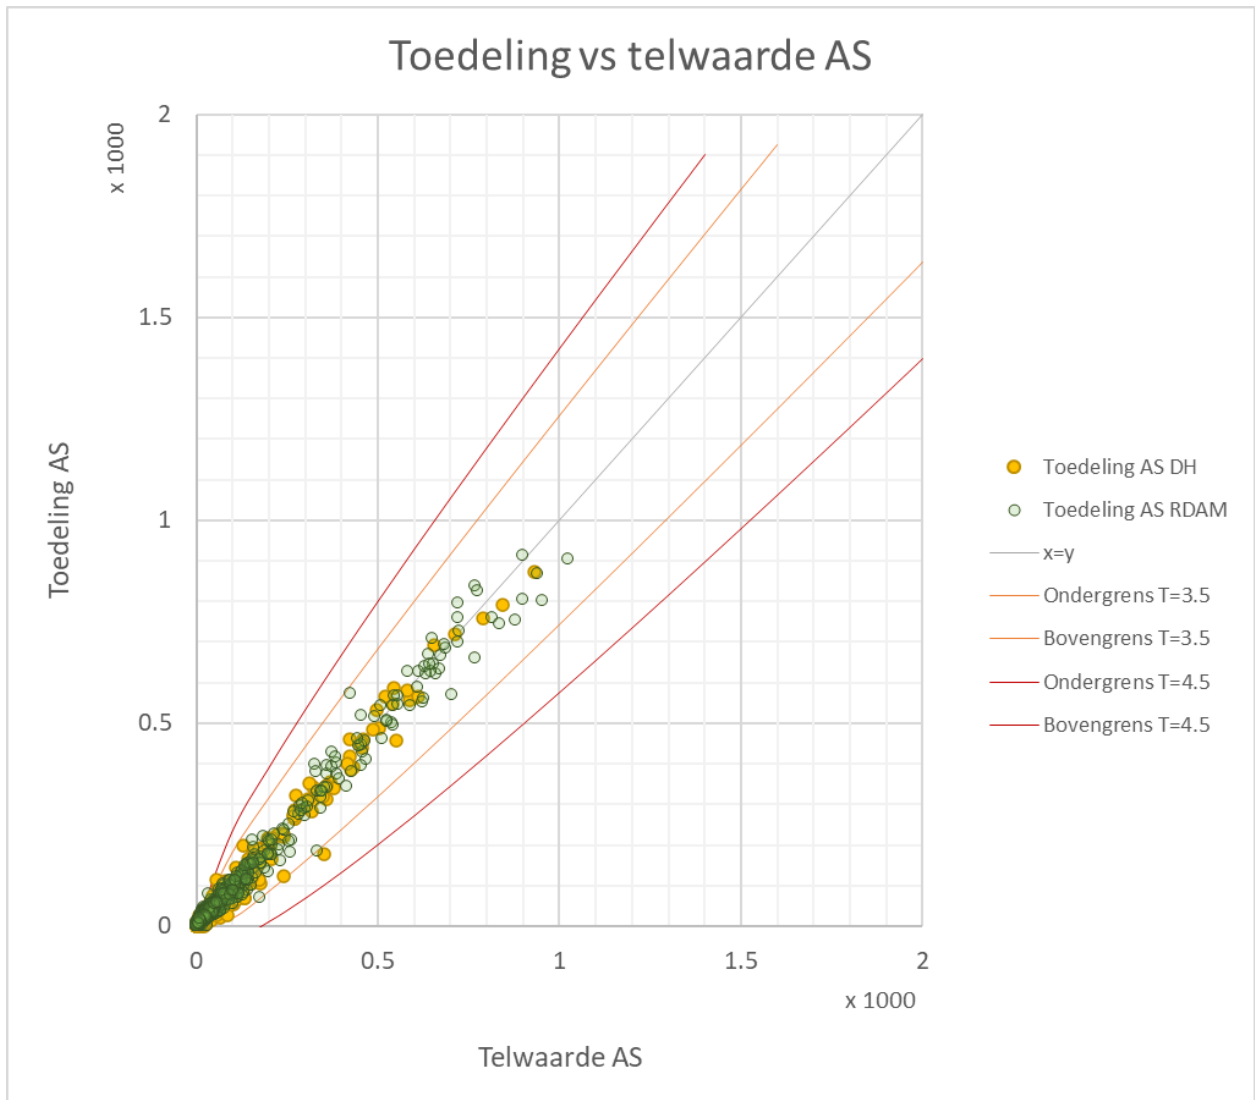 Toedeling vs telwaarde AS
x 1000
2
1.5
1
0.5
0
Toedeling AS
0 0.5 1 1.5 2
x 1000
Telwaarde AS
Toedeling AS DH
Toedeling AS RDAM
x=y
Ondergrens T=3.5
Bovengrens T=3.5
Ondergrens T=4.5
Bovengrens T=4.5